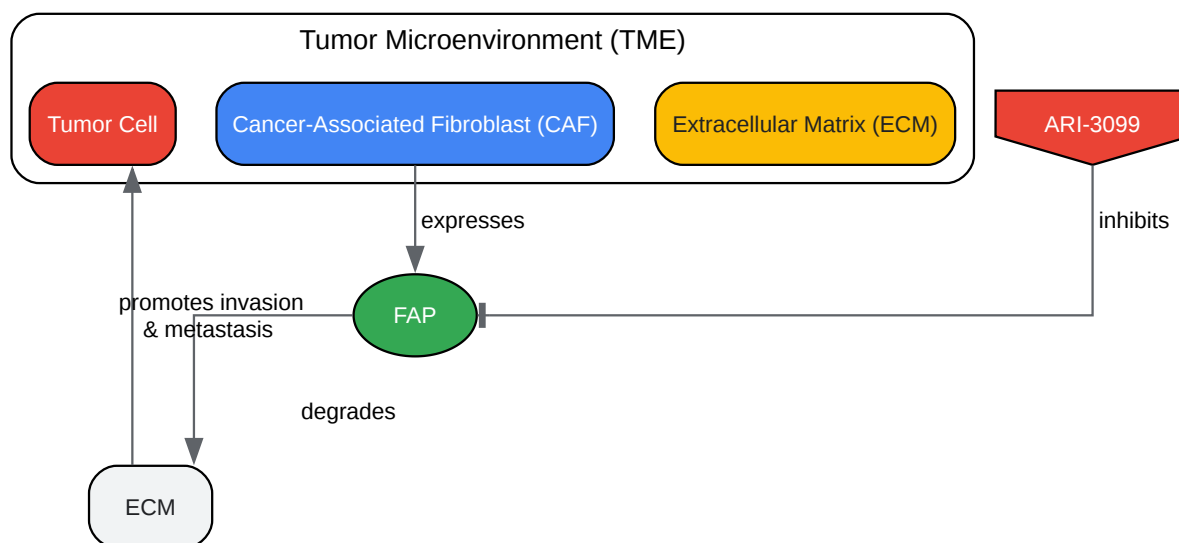 Tumor Microenvironment (TME)
Tumor Cell
Cancer-Associated Fibroblast (CAF)
Extracellular Matrix (ECM)
ARI-3099
expresses
inhibits
promotes invasion
& metastasis
FAP
degrades
ECM